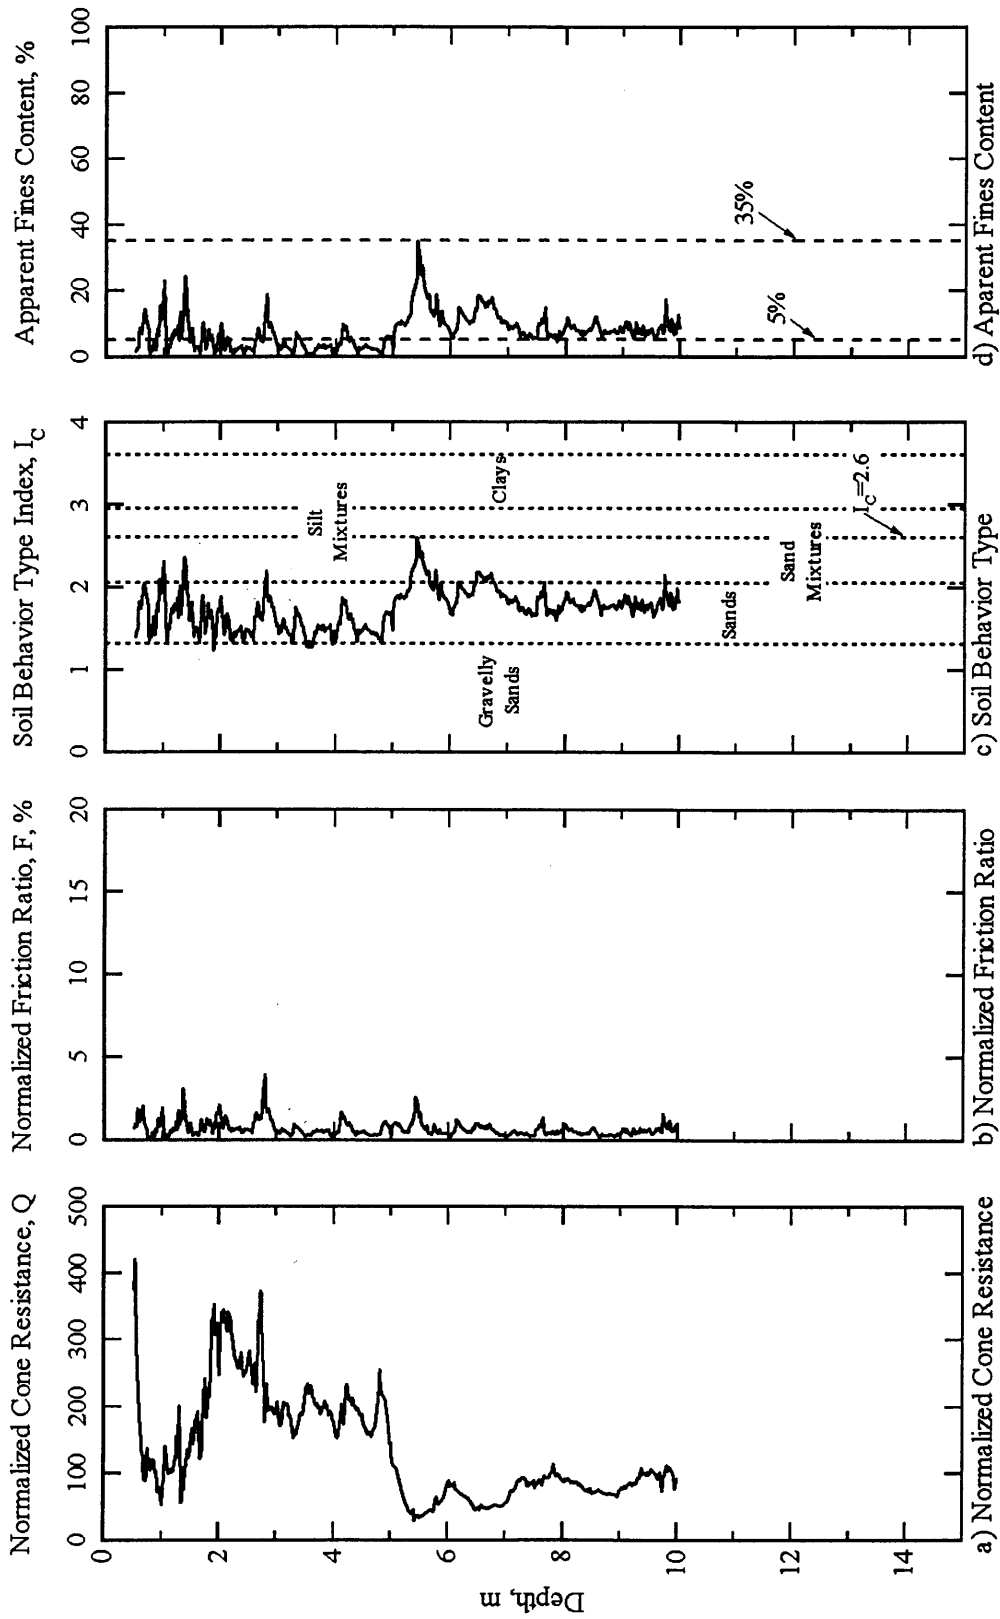 Normalized Cone Resistance, Q
0 100 200 300 400 500
0
2
4
6
8
10
12
14
Depth, m
a) Normalized Cone Resistance
Normalized Friction Ratio, F, %
0 5 10 15 20
b) Normalized Friction Ratio
Soil Behavior Type Index, IC
0 1 2 3 4
Gravelly
Sands
Sands
Sand
Mixtures
Silt
Mixtures
Clays
IC=2.6
c) Soil Behavior Type
Apparent Fines Content, %
0 20 40 60 80 100
5%
35%
d) Aparent Fines Content